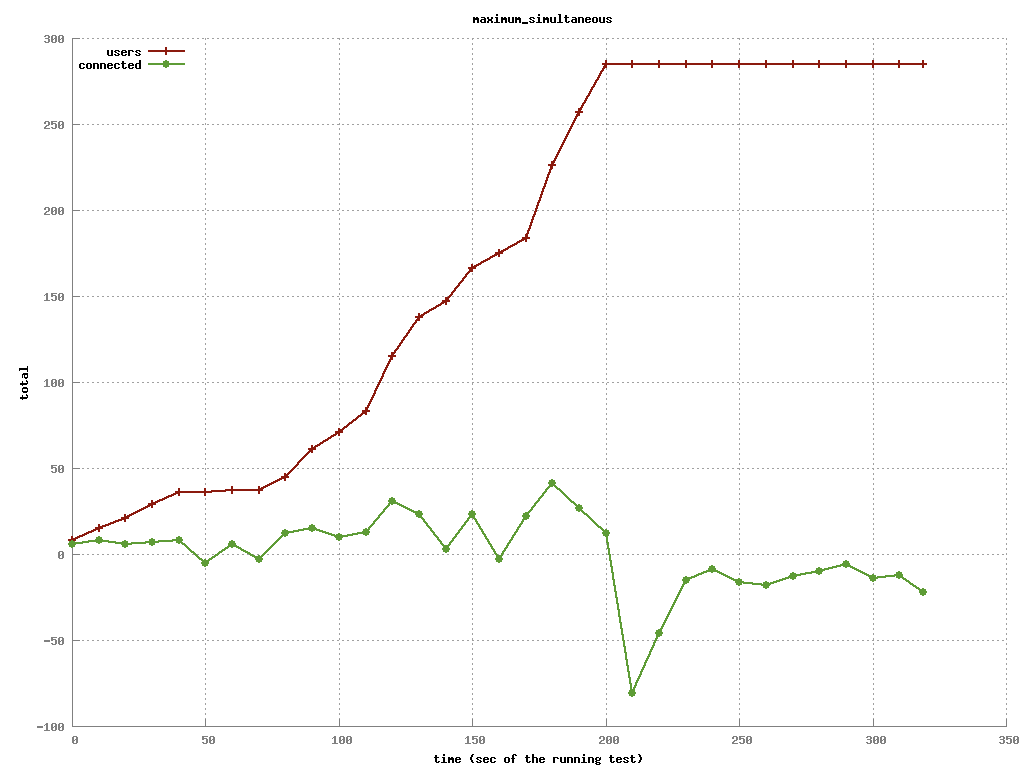 maximum_simultaneous
300
250
200
150
100
50
0
-50
-100
users
connected
total
0 50 100 150 200 250 300 350
time (sec of the running test)